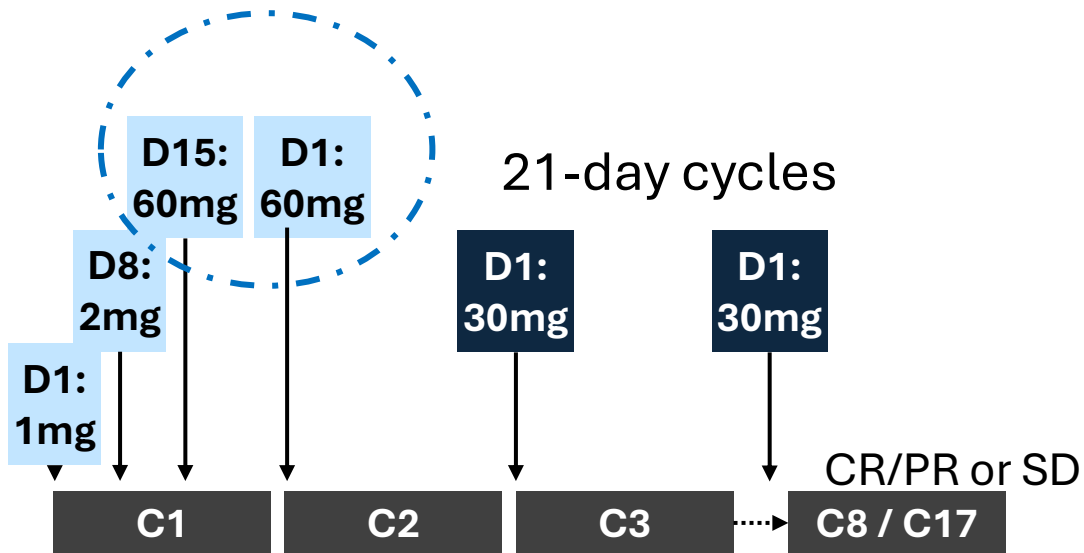 D15:
60mg
D1:
60mg
21-day cycles
D8:
2mg
D1:
30mg
D1:
30mg
D1:
1mg
CR/PR or SD
C1
C2
C3
C8 / C17